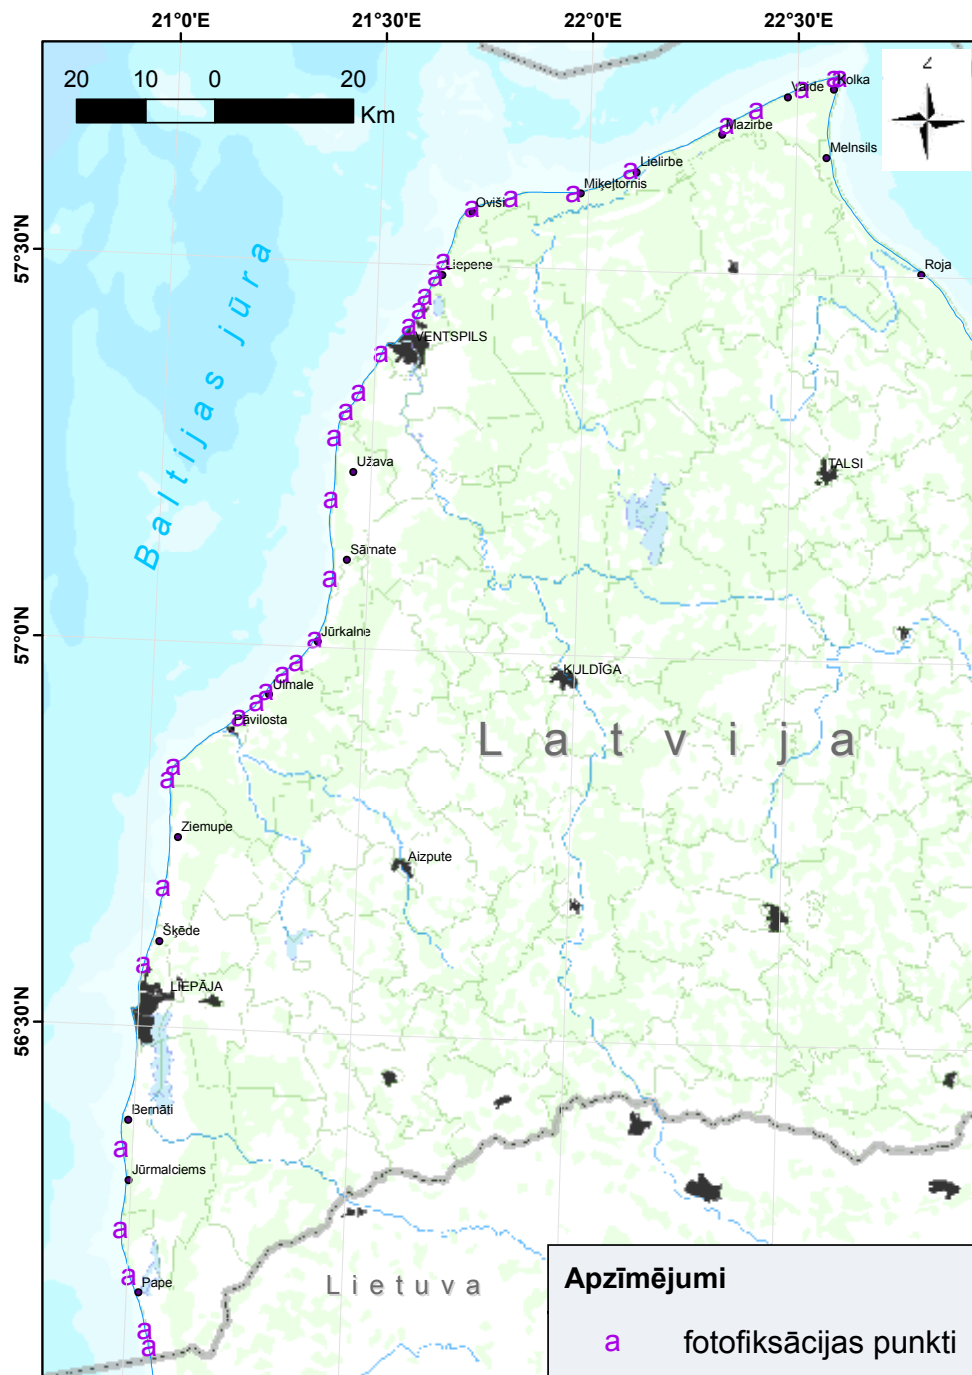 21°0'E 21°30'E 22°0'E 22°30'E
20 10 0 20
Km
N
a a Kolka
a Vaide
a
a Mazirbe
Melnsils
a Lielirbe
a Miķeļtornis
a
a Oviši
57°30'N
a Liepene
a
Roja
a
a
a VENTSPILS
a
Baltijas jūra
a
a
a
Užava
TALSI
a
Sārnate
a
57°0'N
a Jūrkalne
a
a
KULDĪGA
a Ulmale
a
a Pāvilosta
Latvija
a
a
Ziemupe
Aizpute
a
Šķēde
a
LIEPĀJA
56°30'N
Bernāti
a
Jūrmalciems
a
a
Pape
Lietuva
a
a
Apzīmējumi
a fotofiksācijas punkti